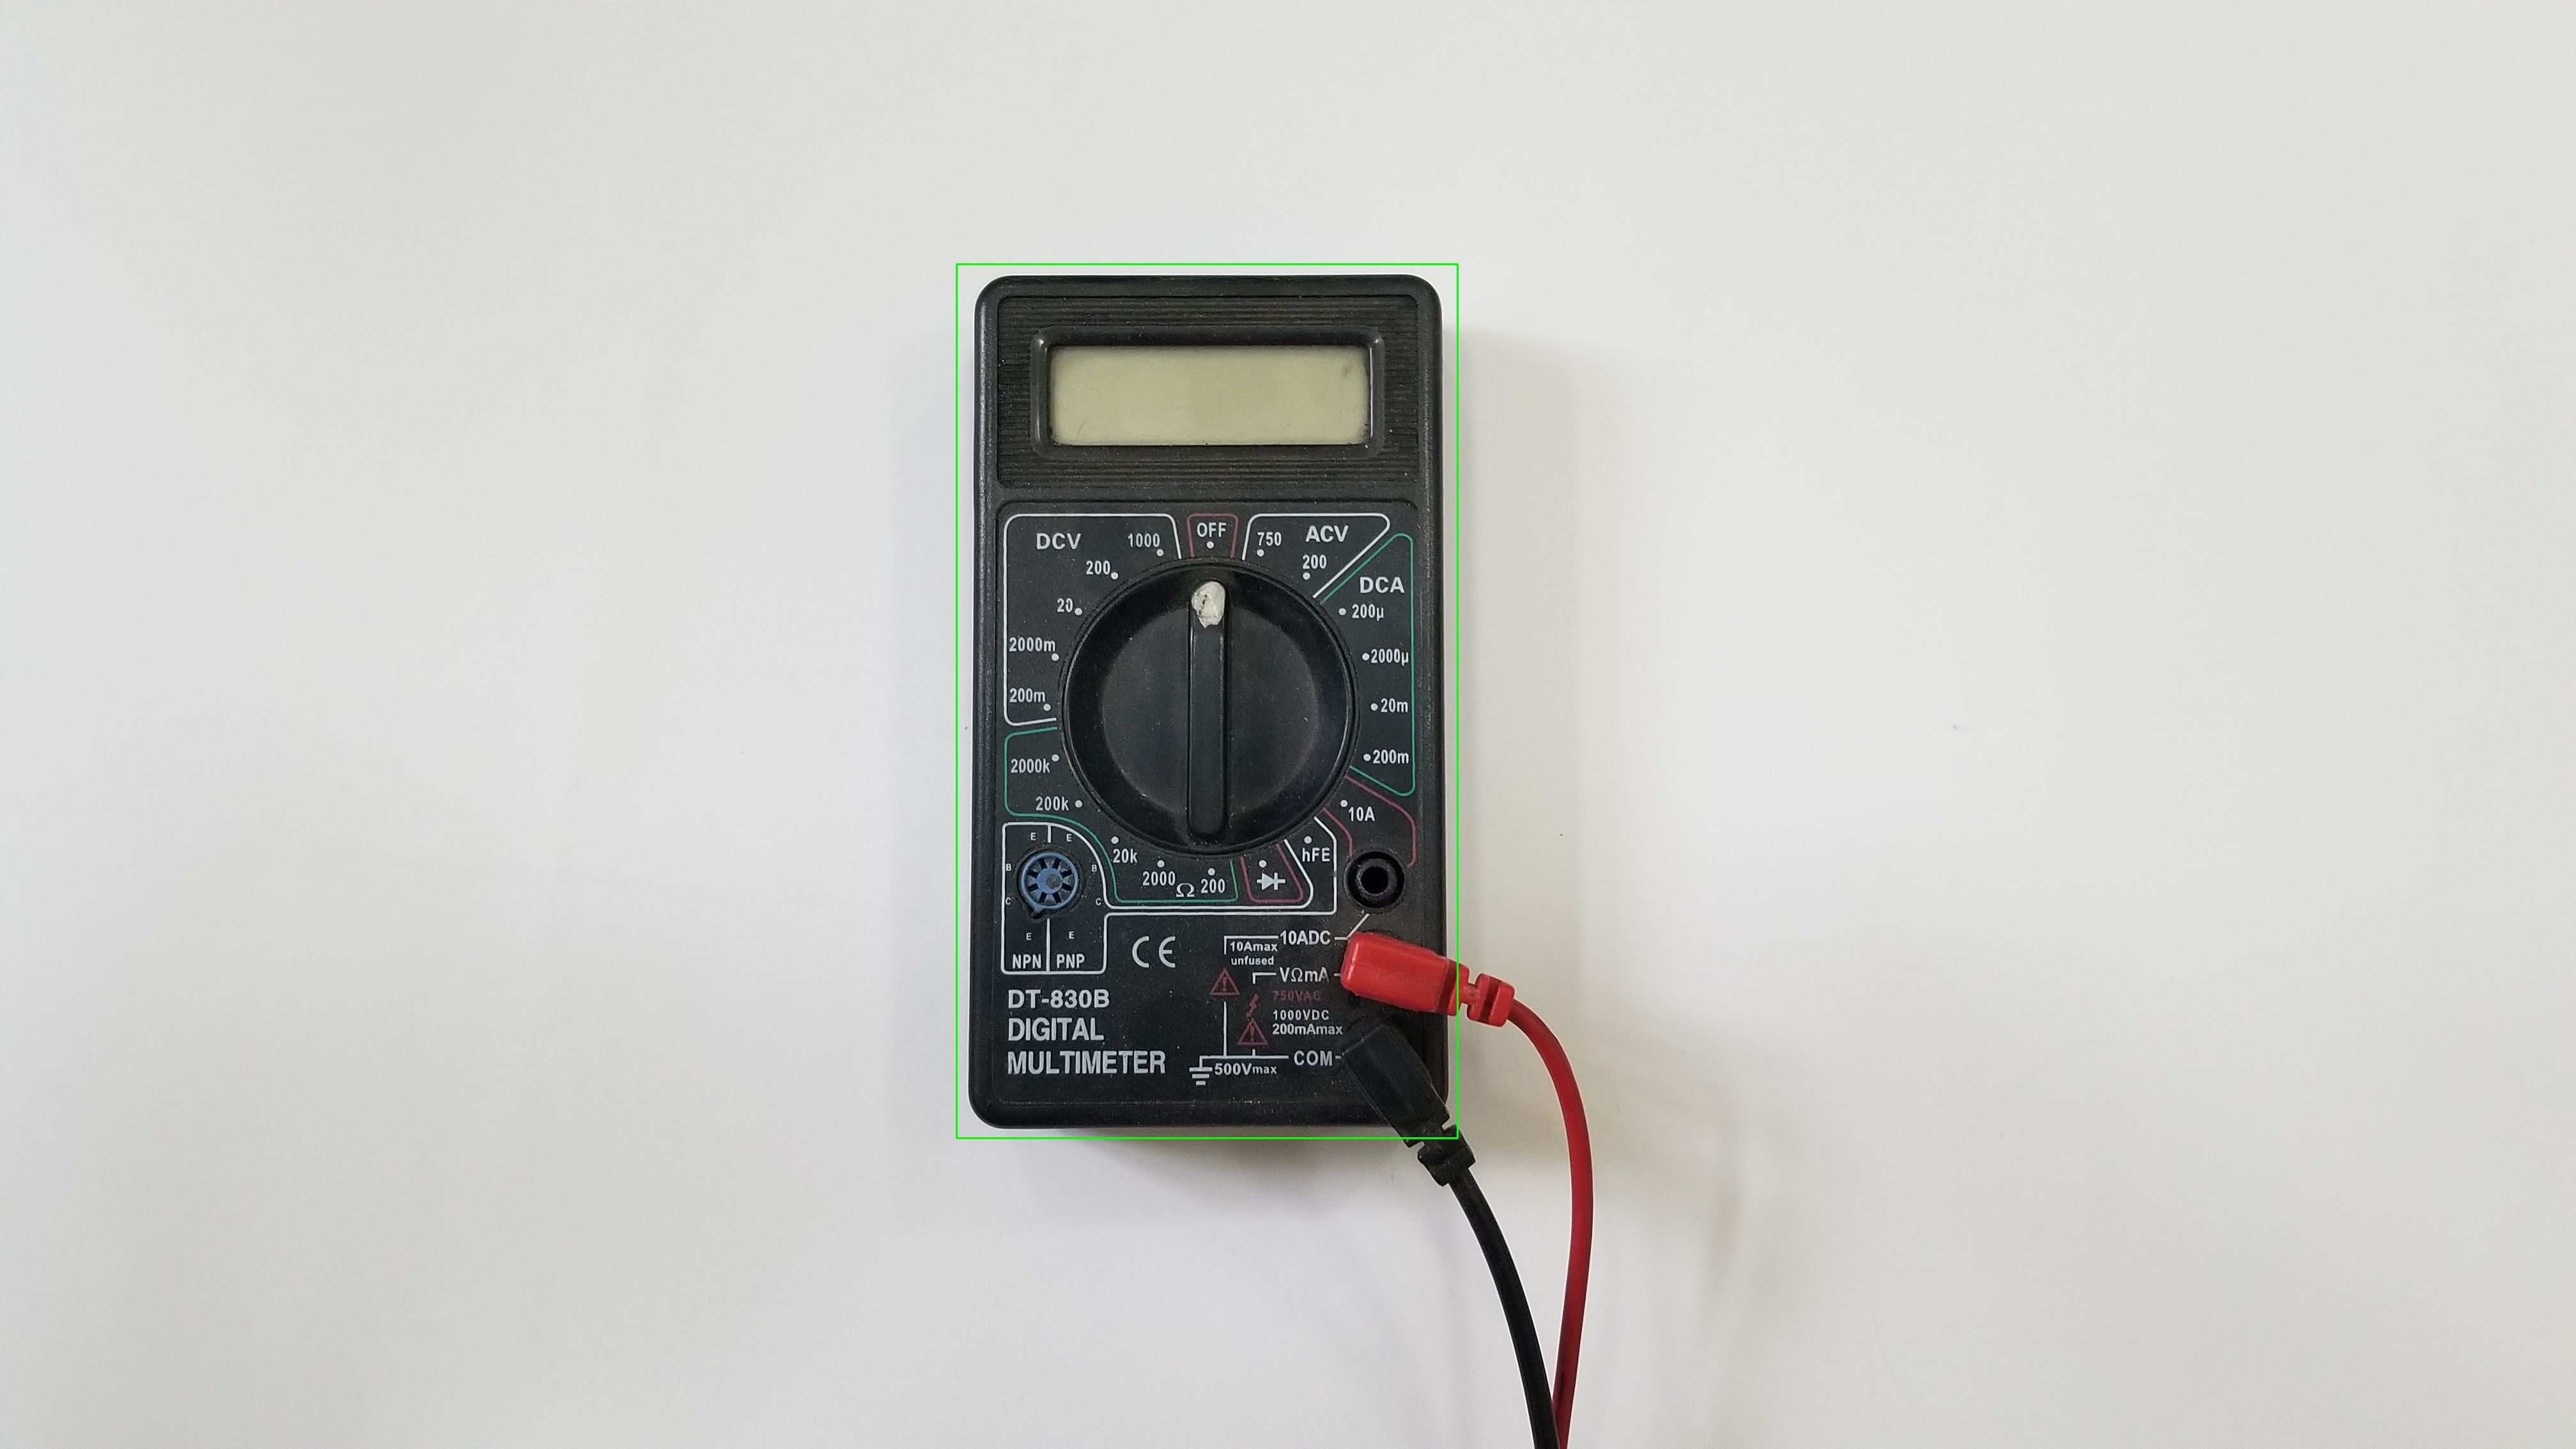 DCV
1000
OFF
750
ACV
200
200
DCA
20
200µ
2000m
2000µ
200m
20m
2000k
200m
200k
10A
20k
2000
Ω
200
hFE
E E
B B
C C
E E
NPN PNP
CE
10Amax
unfused
10ADC
VΩmA
750VAC
1000VDC
200mAmax
COM
500Vmax
DT-830B
DIGITAL
MULTIMETER